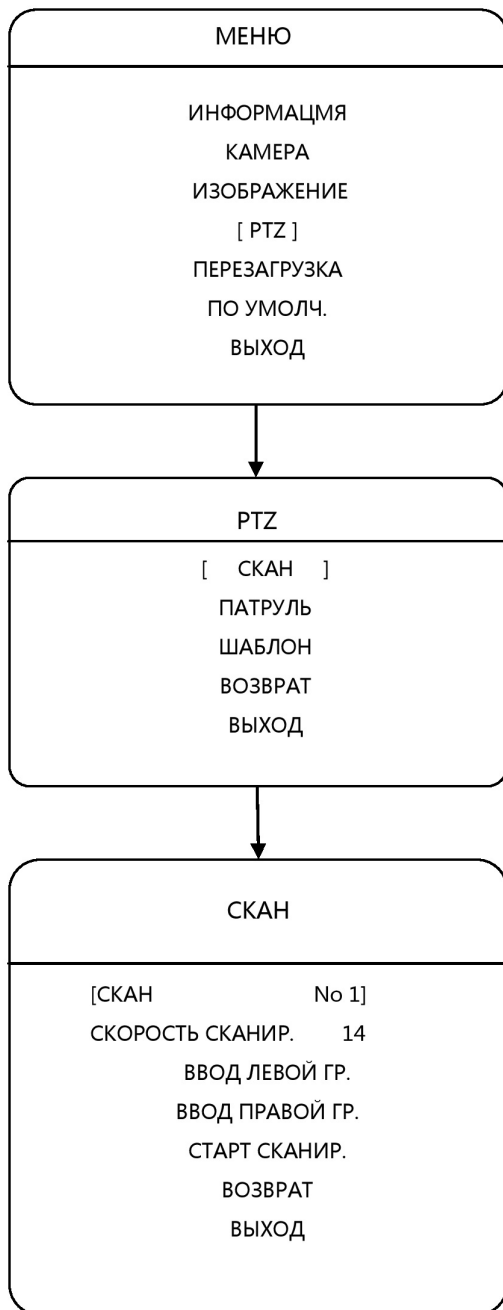 МЕНЮ
ИНФОРМАЦМЯ
КАМЕРА
ИЗОБРАЖЕНИЕ
[ PTZ ]
ПЕРЕЗАГРУЗКА
ПО УМОЛЧ.
ВЫХОД
PTZ
[ СКАН ]
ПАТРУЛЬ
ШАБЛОН
ВОЗВРАТ
ВЫХОД
СКАН
[СКАН No 1]
СКОРОСТЬ СКАНИР. 14
ВВОД ЛЕВОЙ ГР.
ВВОД ПРАВОЙ ГР.
СТАРТ СКАНИР.
ВОЗВРАТ
ВЫХОД